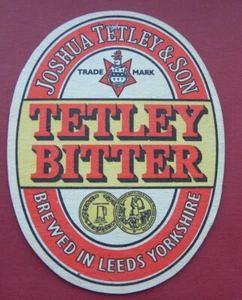 JOSHUA TETLEY & SON
TRADE MARK
TETLEY
BITTER
BREWED IN LEEDS YORKSHIRE